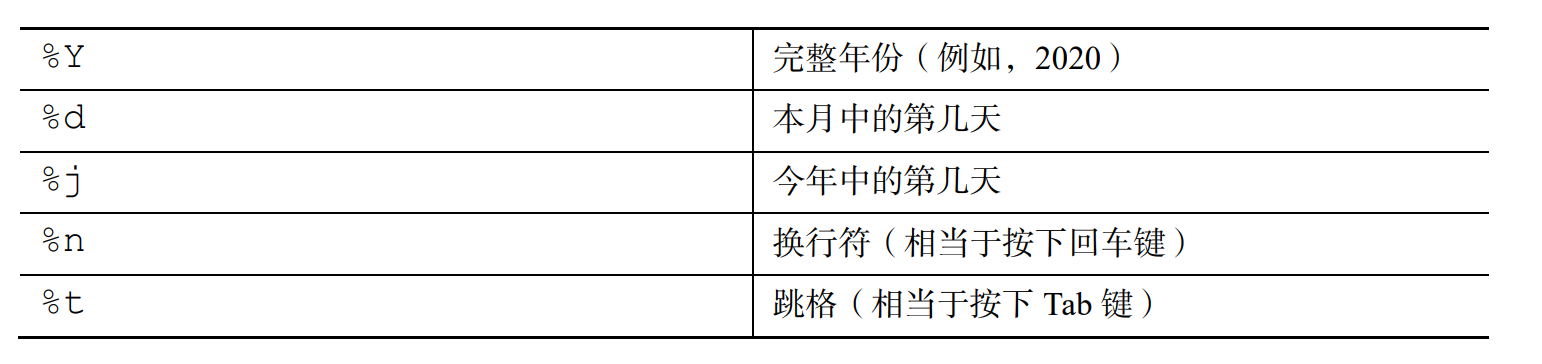 %Y 完整年份（例如，2020）
%d 本月中的第几天
%j 今年中的第几天
%n 换行符（相当于按下回车键）
%t 跳格（相当于按下 Tab 键）